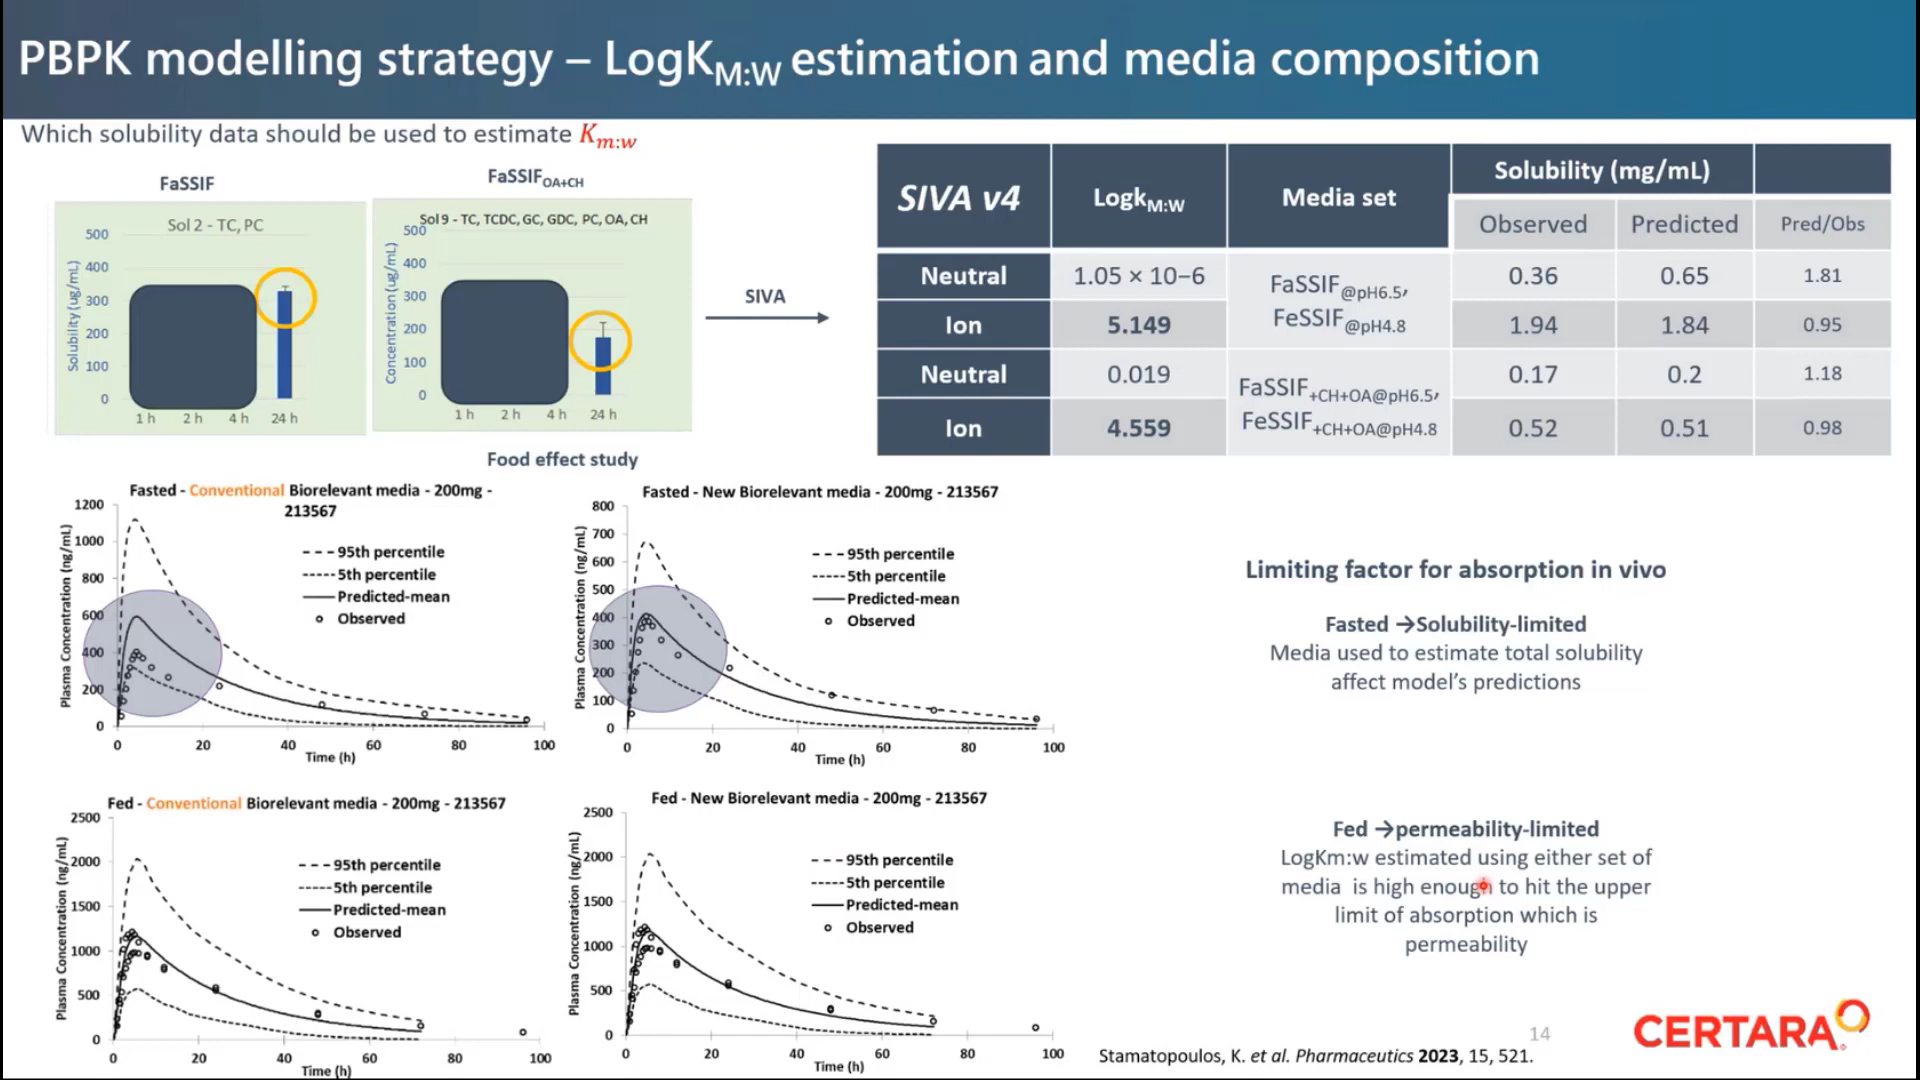 PBPK modelling strategy – LogKM:W estimation and media composition
Which solubility data should be used to estimate Km:w
FaSSIF
Sol 2 - TC, PC
Solubility (ug/mL)
500
400
300
200
100
0
1 h 2 h 4 h 24 h
FaSSIFOA+CH
Sol 9 - TC, TCDC, GC, GDC, PC, OA, CH
Concentration (ug/mL)
500
400
300
200
100
0
1 h 2 h 4 h 24 h
SIVA
SIVA v4 LogkM:W Media set Solubility (mg/mL)
Observed Predicted Pred/Obs
Neutral 1.05 × 10−6 FaSSIF@pH6.5, 0.36 0.65 1.81
Ion 5.149 FeSSIF@pH4.8 1.94 1.84 0.95
Neutral 0.019 FaSSIF+CH+OA@pH6.5, 0.17 0.2 1.18
Ion 4.559 FeSSIF+CH+OA@pH4.8 0.52 0.51 0.98
Food effect study
Fasted - Conventional Biorelevant media - 200mg -
213567
Plasma Concentration (ng/mL)
1200
1000
800
600
400
200
0
95th percentile
5th percentile
Predicted-mean
Observed
0 20 40 60 80 100
Time (h)
Fasted - New Biorelevant media - 200mg - 213567
Plasma Concentration (ng/mL)
800
700
600
500
400
300
200
100
0
95th percentile
5th percentile
Predicted-mean
Observed
0 20 40 60 80 100
Time (h)
Limiting factor for absorption in vivo
Fasted →Solubility-limited
Media used to estimate total solubility
affect model's predictions
Fed - Conventional Biorelevant media - 200mg - 213567
Plasma Concentration (ng/mL)
2500
2000
1500
1000
500
0
95th percentile
5th percentile
Predicted-mean
Observed
0 20 40 60 80 100
Time (h)
Fed - New Biorelevant media - 200mg - 213567
Plasma Concentration (ng/mL)
2500
2000
1500
1000
500
0
95th percentile
5th percentile
Predicted-mean
Observed
0 20 40 60 80 100
Time (h)
Fed →permeability-limited
LogKm:w estimated using either set of
media is high enough to hit the upper
limit of absorption which is
permeability
14
CERTARA
Stamatopoulos, K. et al. Pharmaceutics 2023, 15, 521.